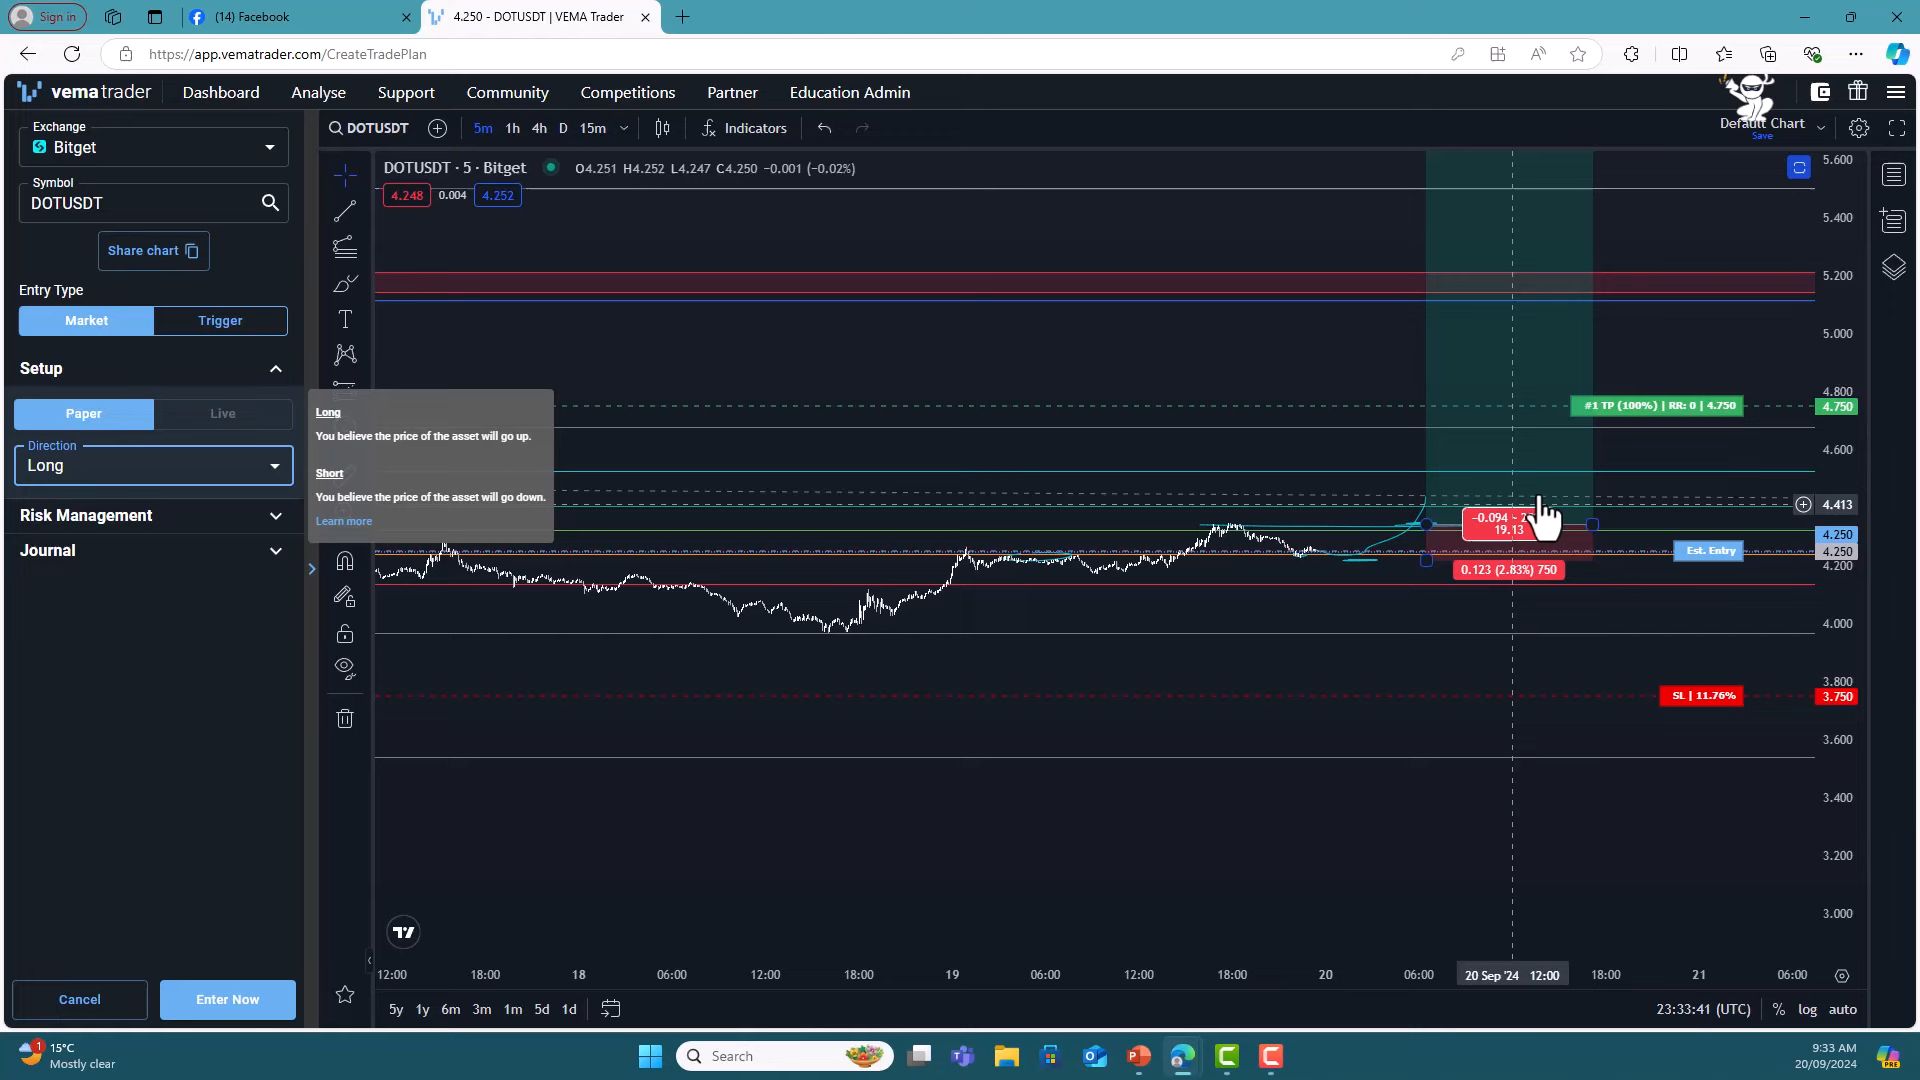 Sign in
(14) Facebook
4.250 - DOTUSDT | VEMA Trader
https://app.vematrader.com/CreateTradePlan
vematrader
Dashboard
Analyse
Support
Community
Competitions
Partner
Education Admin
Exchange
Bitget
Symbol
DOTUSDT
Share chart
Entry Type
Market
Trigger
Setup
Paper
Live
Direction
Long
Risk Management
Journal
Cancel
Enter Now
DOTUSDT
5m 1h 4h D 15m
Indicators
Default Chart
Save
DOTUSDT · 5 · Bitget
O4.251 H4.252 L4.247 C4.250 −0.001 (−0.02%)
4.248 0.004 4.252
Long
You believe the price of the asset will go up.
Short
You believe the price of the asset will go down.
Learn more
#1 TP (100%) | RR: 0 | 4.750
−0.094 ~
19.13
0.123 (2.83%) 750
Est. Entry
SL | 11.76%
5.600
5.400
5.200
5.000
4.800
4.750
4.600
4.413
4.250
4.250
4.200
4.000
3.800
3.750
3.600
3.400
3.200
3.000
12:00 18:00 18 06:00 12:00 18:00 19 06:00 12:00 18:00 20 06:00 20 Sep '24 12:00 18:00 21 06:00
5y 1y 6m 3m 1m 5d 1d
23:33:41 (UTC) % log auto
1
15°C
Mostly clear
Search
9:33 AM
20/09/2024
PRE